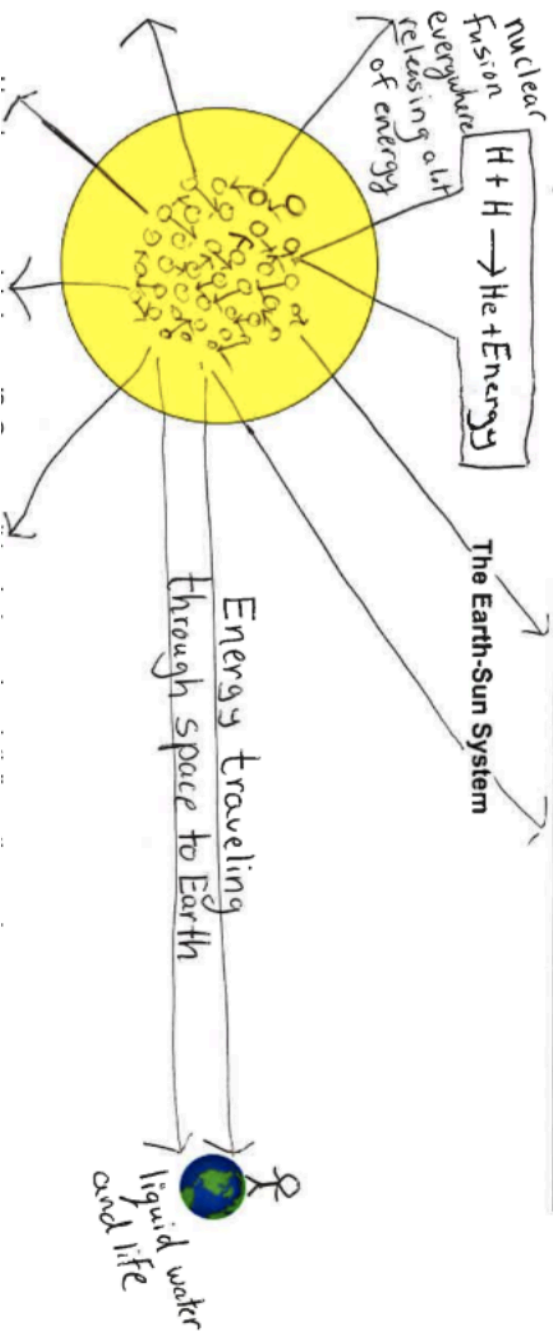 The Earth-Sun System
nuclear
fusion
everywhere
releasing a lot
of energy
H + H → He + Energy
Energy traveling
through space to Earth
liquid water
and life